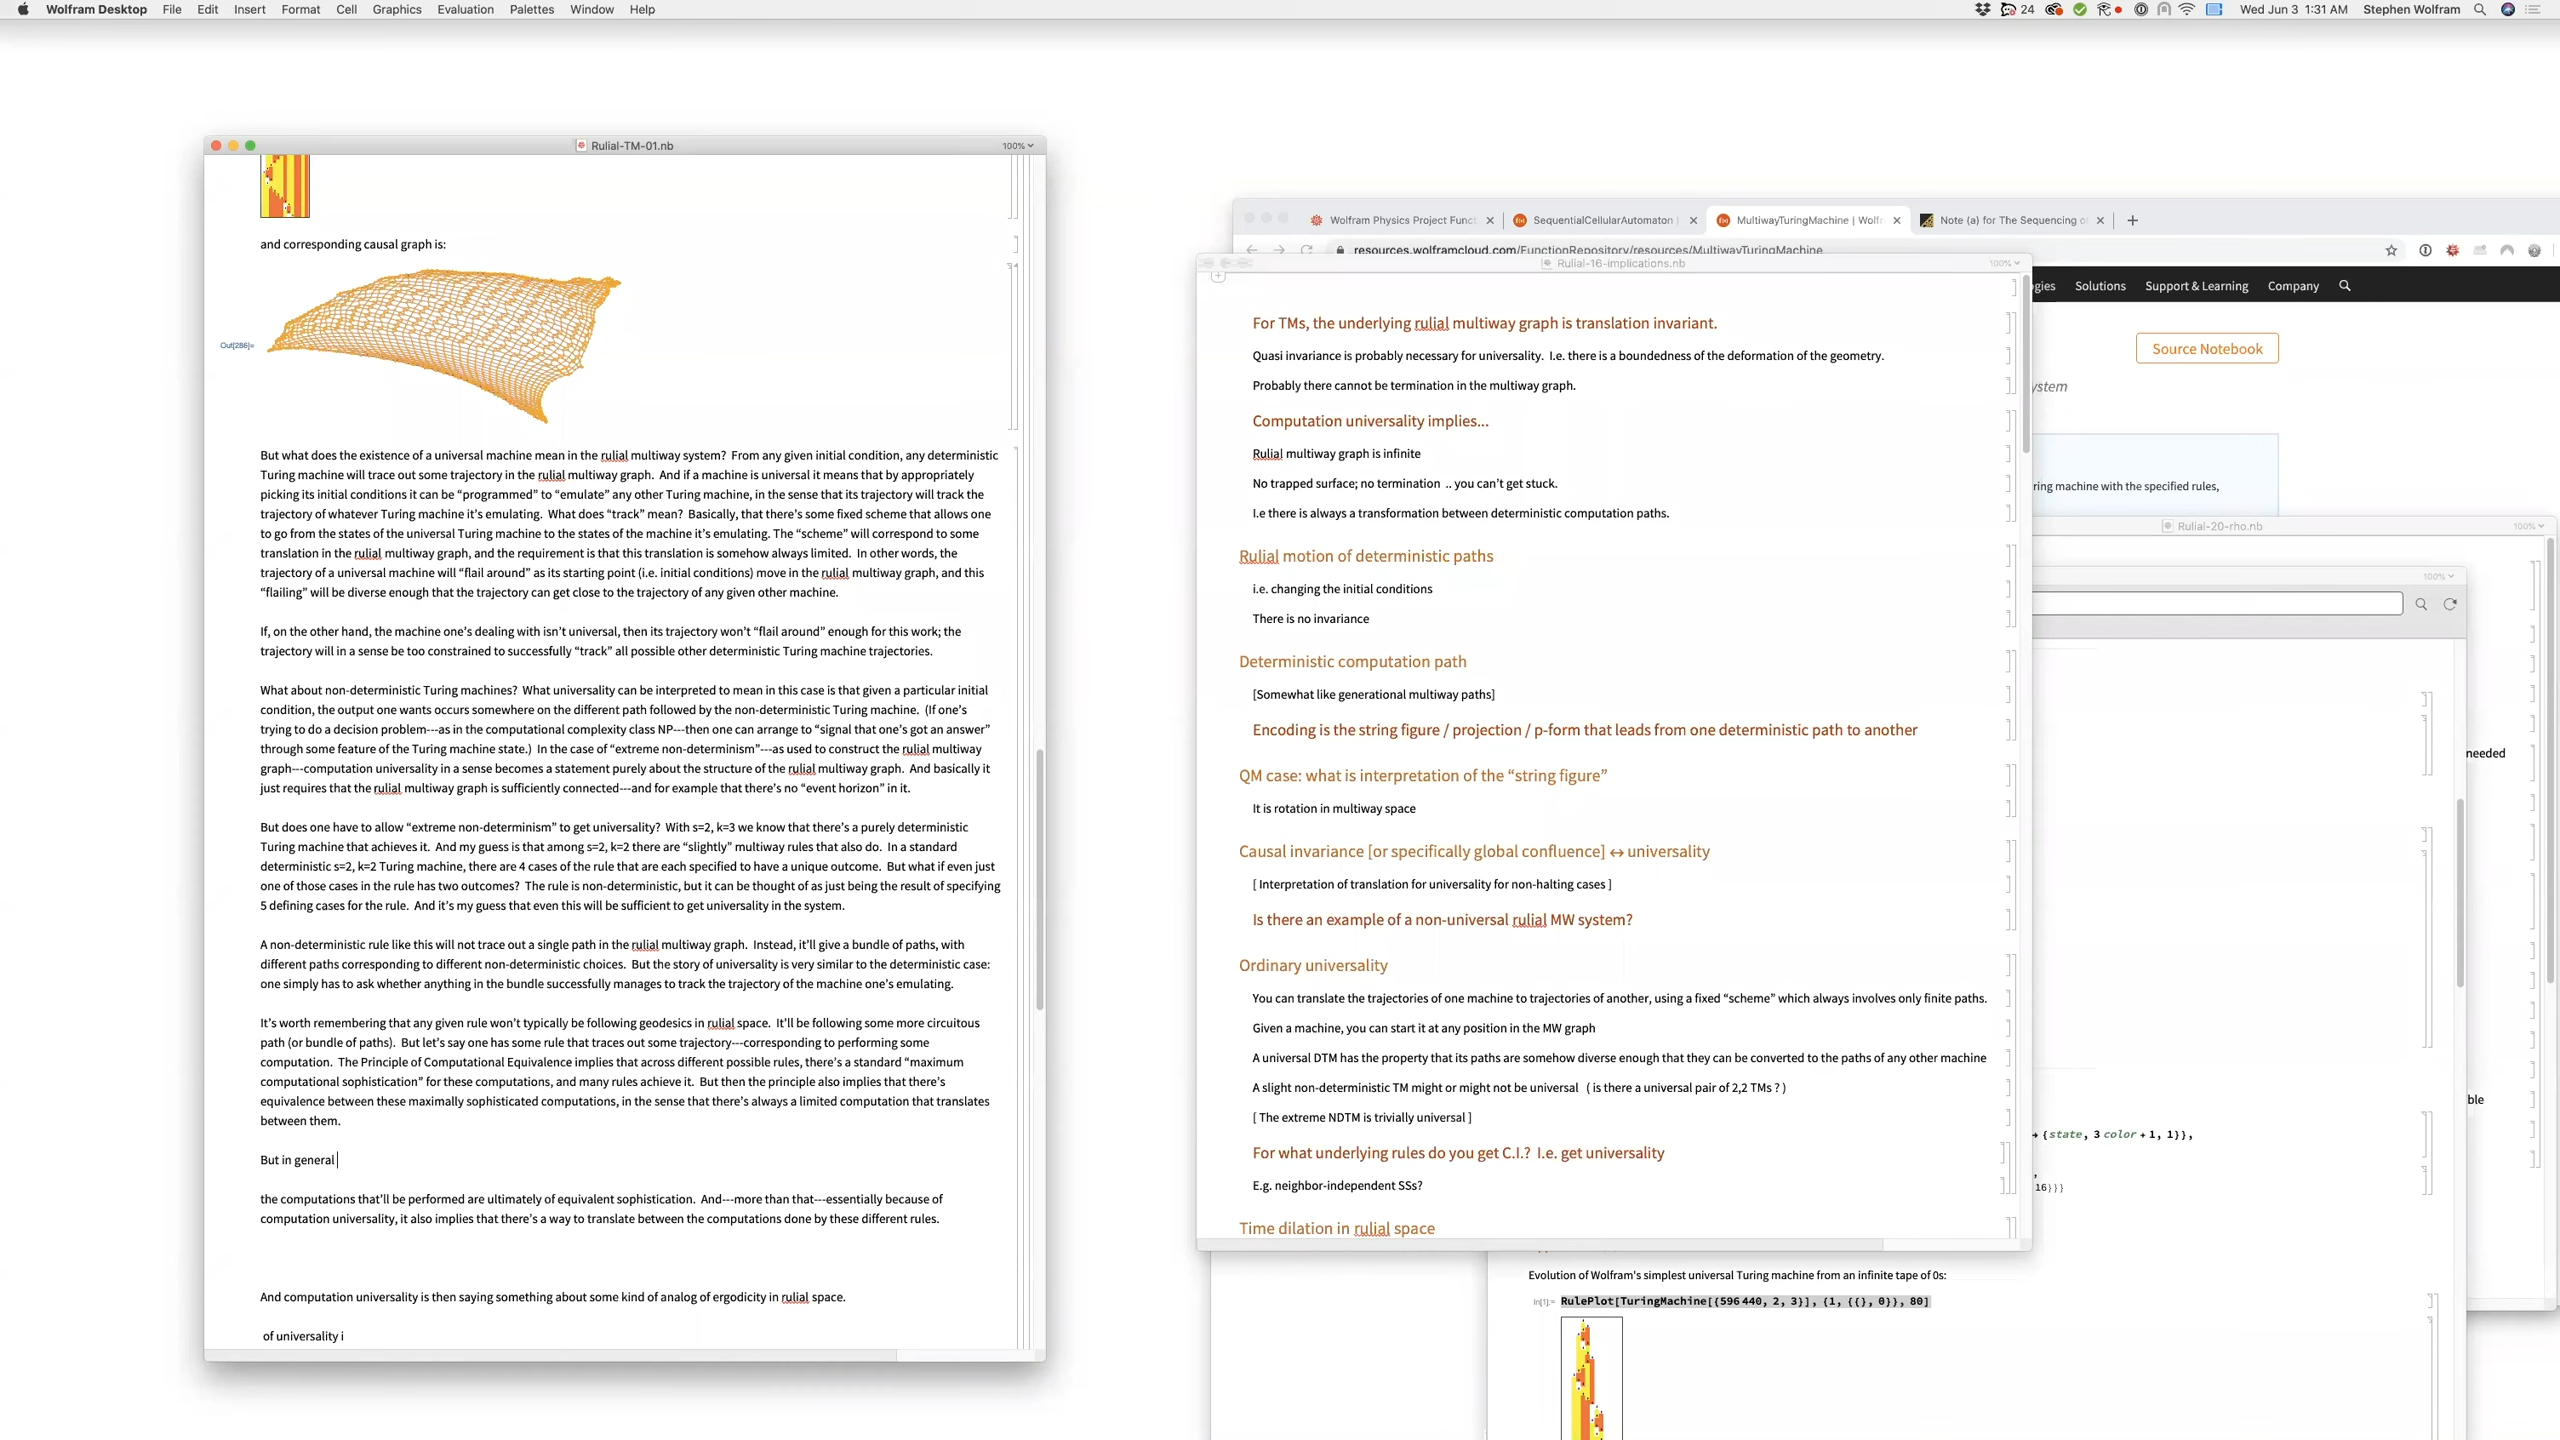 Wolfram Desktop File Edit Insert Format Cell Graphics Evaluation Palettes Window Help
24 Wed Jun 3 1:31 AM Stephen Wolfram
Rulial-TM-01.nb 100%
and corresponding causal graph is:
Out[286]=
But what does the existence of a universal machine mean in the rulial multiway system? From any given initial condition, any deterministic
Turing machine will trace out some trajectory in the rulial multiway graph. And if a machine is universal it means that by appropriately
picking its initial conditions it can be “programmed” to “emulate” any other Turing machine, in the sense that its trajectory will track the
trajectory of whatever Turing machine it’s emulating. What does “track” mean? Basically, that there’s some fixed scheme that allows one
to go from the states of the universal Turing machine to the states of the machine it’s emulating. The “scheme” will correspond to some
translation in the rulial multiway graph, and the requirement is that this translation is somehow always limited. In other words, the
trajectory of a universal machine will “flail around” as its starting point (i.e. initial conditions) move in the rulial multiway graph, and this
“flailing” will be diverse enough that the trajectory can get close to the trajectory of any given other machine.
If, on the other hand, the machine one’s dealing with isn’t universal, then its trajectory won’t “flail around” enough for this work; the
trajectory will in a sense be too constrained to successfully “track” all possible other deterministic Turing machine trajectories.
What about non-deterministic Turing machines? What universality can be interpreted to mean in this case is that given a particular initial
condition, the output one wants occurs somewhere on the different path followed by the non-deterministic Turing machine. (If one’s
trying to do a decision problem---as in the computational complexity class NP---then one can arrange to “signal that one’s got an answer”
through some feature of the Turing machine state.) In the case of “extreme non-determinism”---as used to construct the rulial multiway
graph---computation universality in a sense becomes a statement purely about the structure of the rulial multiway graph. And basically it
just requires that the rulial multiway graph is sufficiently connected---and for example that there’s no “event horizon” in it.
But does one have to allow “extreme non-determinism” to get universality? With s=2, k=3 we know that there’s a purely deterministic
Turing machine that achieves it. And my guess is that among s=2, k=2 there are “slightly” multiway rules that also do. In a standard
deterministic s=2, k=2 Turing machine, there are 4 cases of the rule that are each specified to have a unique outcome. But what if even just
one of those cases in the rule has two outcomes? The rule is non-deterministic, but it can be thought of as just being the result of specifying
5 defining cases for the rule. And it’s my guess that even this will be sufficient to get universality in the system.
A non-deterministic rule like this will not trace out a single path in the rulial multiway graph. Instead, it’ll give a bundle of paths, with
different paths corresponding to different non-deterministic choices. But the story of universality is very similar to the deterministic case:
one simply has to ask whether anything in the bundle successfully manages to track the trajectory of the machine one’s emulating.
It’s worth remembering that any given rule won’t typically be following geodesics in rulial space. It’ll be following some more circuitous
path (or bundle of paths). But let’s say one has some rule that traces out some trajectory---corresponding to performing some
computation. The Principle of Computational Equivalence implies that across different possible rules, there’s a standard “maximum
computational sophistication” for these computations, and many rules achieve it. But then the principle also implies that there’s
equivalence between these maximally sophisticated computations, in the sense that there’s always a limited computation that translates
between them.
But in general
the computations that’ll be performed are ultimately of equivalent sophistication. And---more than that---essentially because of
computation universality, it also implies that there’s a way to translate between the computations done by these different rules.
And computation universality is then saying something about some kind of analog of ergodicity in rulial space.
of universality i
Wolfram Physics Project Funct SequentialCellularAutomaton MultiwayTuringMachine | Wolfr Note (a) for The Sequencing o
resources.wolframcloud.com/FunctionRepository/resources/MultiwayTuringMachine
Rulial-16-implications.nb 100%
For TMs, the underlying rulial multiway graph is translation invariant.
Quasi invariance is probably necessary for universality. I.e. there is a boundedness of the deformation of the geometry.
Probably there cannot be termination in the multiway graph.
Computation universality implies...
Rulial multiway graph is infinite
No trapped surface; no termination .. you can’t get stuck.
I.e there is always a transformation between deterministic computation paths.
Rulial motion of deterministic paths
i.e. changing the initial conditions
There is no invariance
Deterministic computation path
[Somewhat like generational multiway paths]
Encoding is the string figure / projection / p-form that leads from one deterministic path to another
QM case: what is interpretation of the “string figure”
It is rotation in multiway space
Causal invariance [or specifically global confluence] ↔ universality
[ Interpretation of translation for universality for non-halting cases ]
Is there an example of a non-universal rulial MW system?
Ordinary universality
You can translate the trajectories of one machine to trajectories of another, using a fixed “scheme” which always involves only finite paths.
Given a machine, you can start it at any position in the MW graph
A universal DTM has the property that its paths are somehow diverse enough that they can be converted to the paths of any other machine
A slight non-deterministic TM might or might not be universal ( is there a universal pair of 2,2 TMs ? )
[ The extreme NDTM is trivially universal ]
For what underlying rules do you get C.I.? I.e. get universality
E.g. neighbor-independent SSs?
Time dilation in rulial space
ogies Solutions Support & Learning Company
Source Notebook
ystem
ring machine with the specified rules,
Rulial-20-rho.nb 100%
100%
needed
ble
→ {state, 3 color + 1, 1}},
,
16}}}
Evolution of Wolfram's simplest universal Turing machine from an infinite tape of 0s:
In[1]:= RulePlot[TuringMachine[{596 440, 2, 3}], {1, {{}, 0}}, 80]